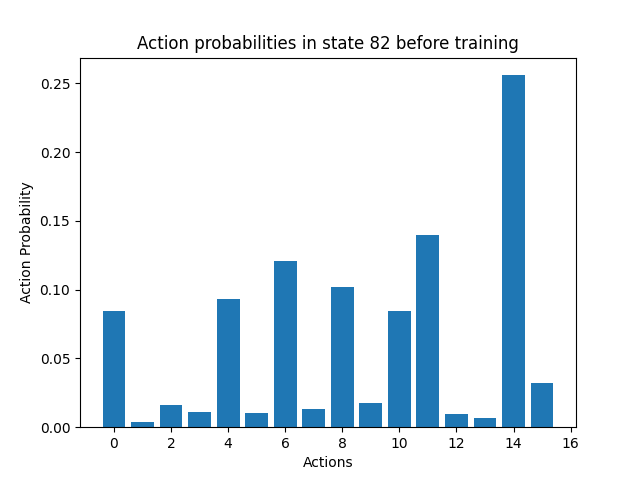 Action probabilities in state 82 before training
0.25
0.20
0.15
0.10
0.05
0.00
Action Probability
0 2 4 6 8 10 12 14 16
Actions